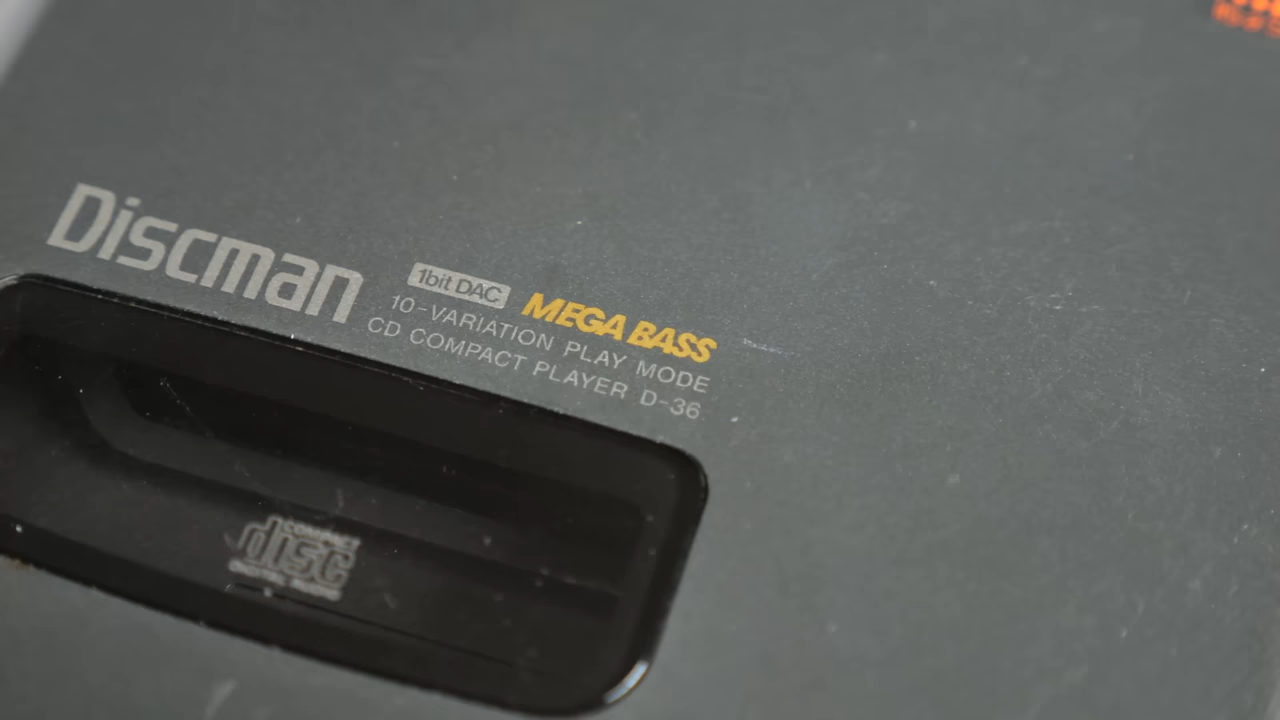 Discman
1bit DAC MEGA BASS
10-VARIATION PLAY MODE
CD COMPACT PLAYER D-36
COMPACT
disc
DIGITAL AUDIO